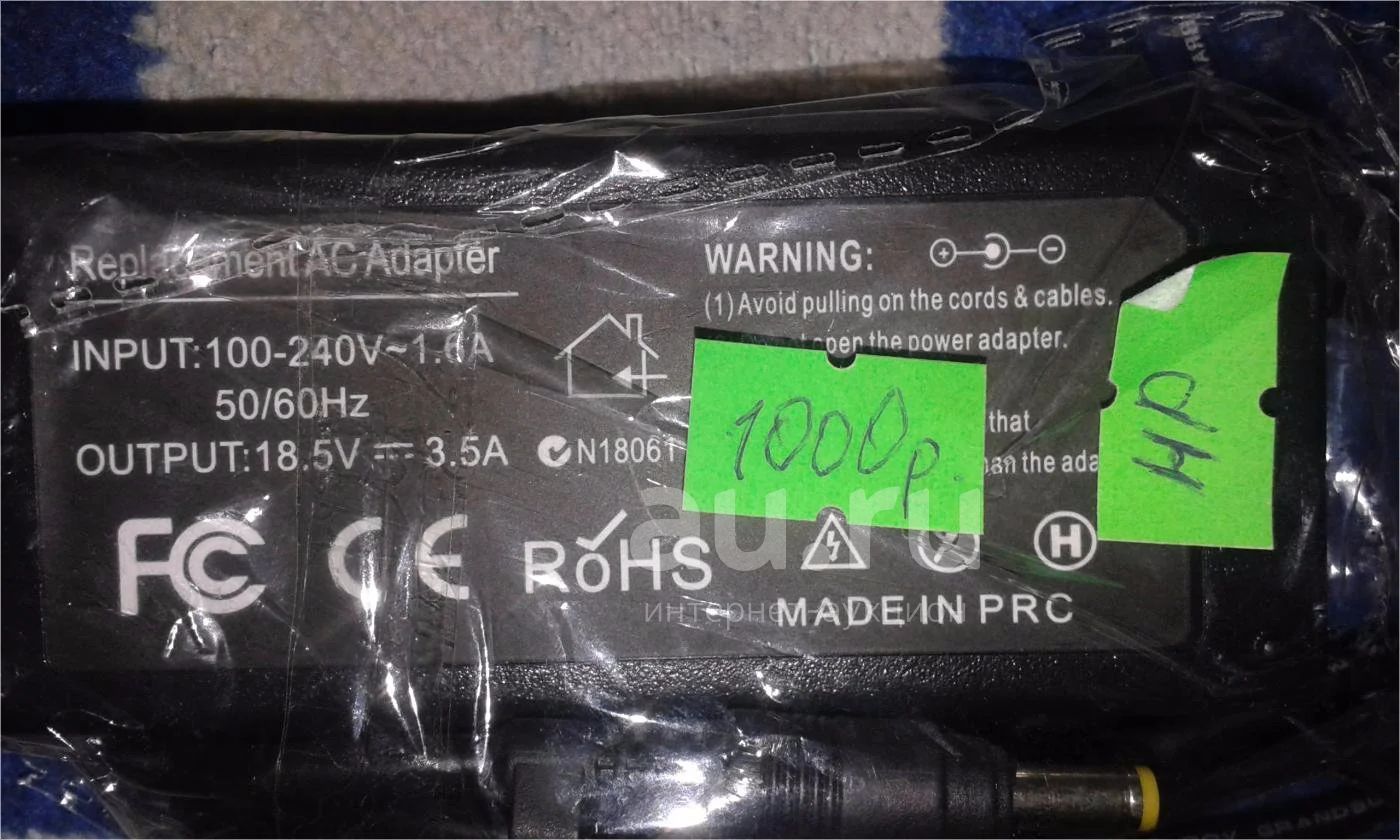 Replacement AC Adapter
INPUT:100-240V~1.6A
50/60Hz
OUTPUT:18.5V 3.5A
N18061
FC
CE
RoHS
WARNING:
(1) Avoid pulling on the cords & cables.
open the power adapter.
that
than the ada
1000р.
HP
H
MADE IN PRC
au.ru
интернет-аукцион